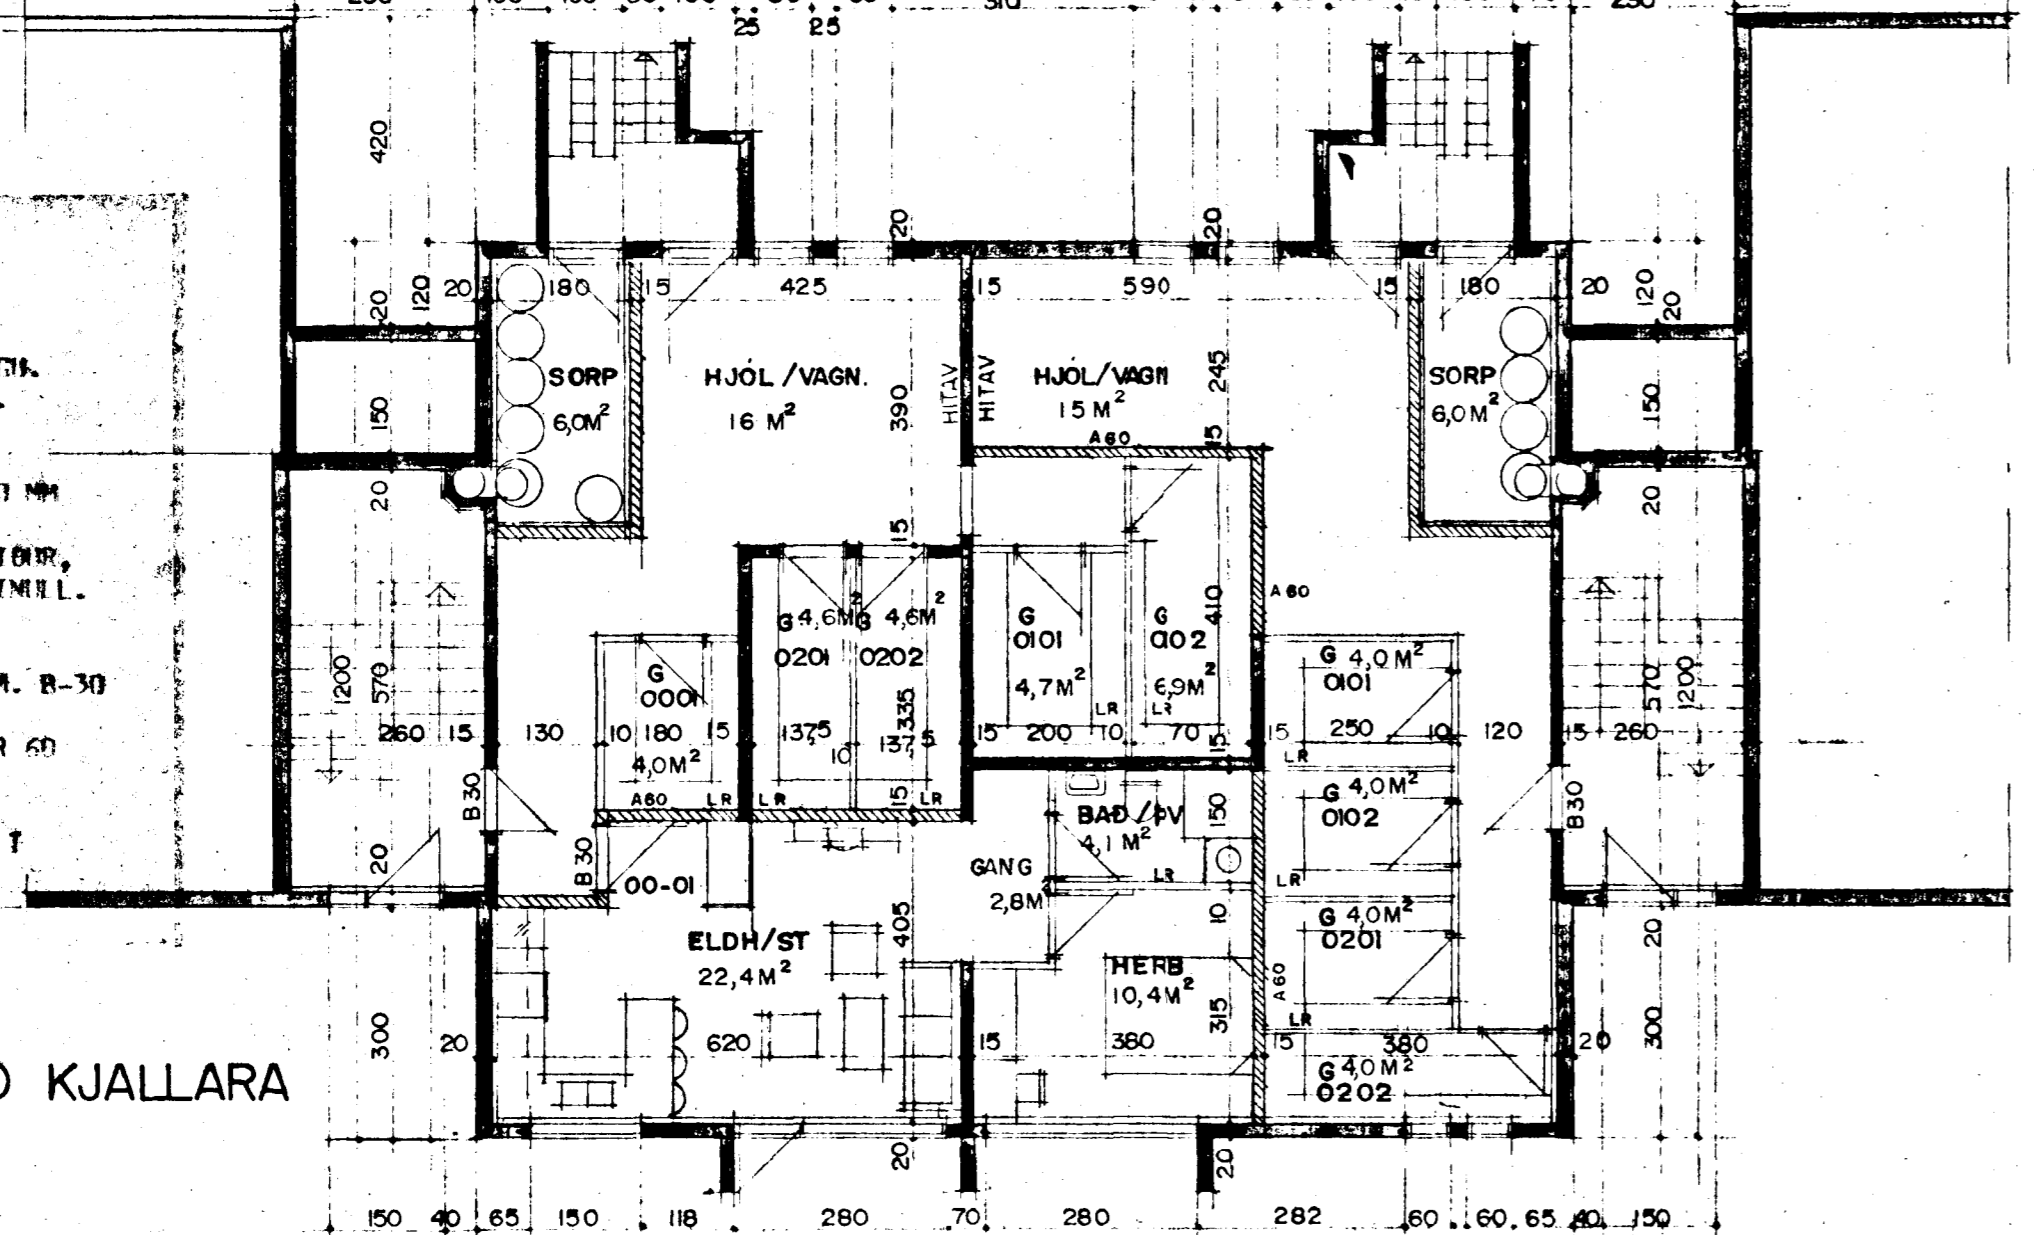 310
25 25
420
20 20
20 180 15 425 15 590 15 180 20
20 120 120 20
SORP
6,0M²
HJÓL/VAGN.
16 M²
390
HITAV
HITAV
HJÓL/VAGN
15 M²
245
SORP
6,0M²
150 150
A60
15
20 20
15
A60
G 4,6M²
0201
G 4,6M²
0202
G
0101
4,7M²
G
0102
6,9M²
410
G
0001
4,0M²
G 4,0M²
0101
M. B-30
1200 570
570 1200
335
LR LR
260 15 130 10 180 15 137,5 10 137,5 15 200 10 70 15 15 250 10 120 15 260
LR
A60 LR LR 15 LR
B30
B30
G 4,0M²
0102
BAÐ/ÞV
4,1 M²
150
B30
00-01
GANG
2,8M
LR
LR
20
10
G 4,0M²
0201
ELDH/ST
22,4M²
405
HERB
10,4M²
315
A60
LR
20
300 20 620 15 380 15 380 20 300
G 4,0M²
0202
KJALLARA
20 20
150 40 65 150 118 280 70 280 282 60 60 65 40 150